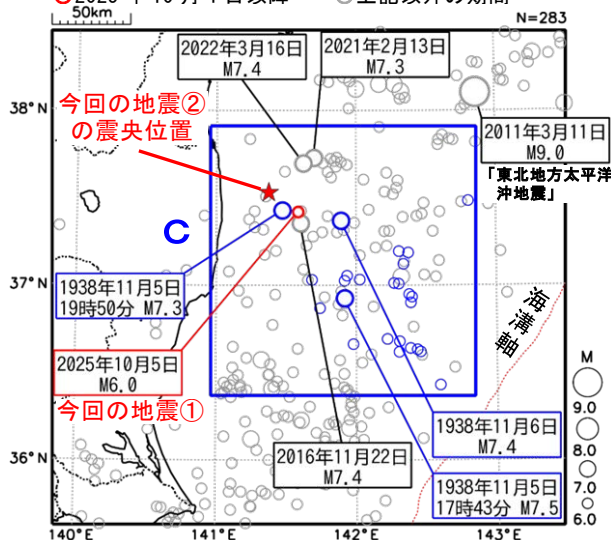 50km
N=283
2022年3月16日
M7.4
2021年2月13日
M7.3
38°N
今回の地震②
の震央位置
2011年3月11日
M9.0
「東北地方太平洋
沖地震」
C
37°N
1938年11月5日
19時50分 M7.3
海溝軸
2025年10月5日
M6.0
今回の地震①
M
9.0
8.0
7.0
6.0
1938年11月6日
M7.4
2016年11月22日
M7.4
36°N
1938年11月5日
17時43分 M7.5
140°E
141°E
142°E
143°E